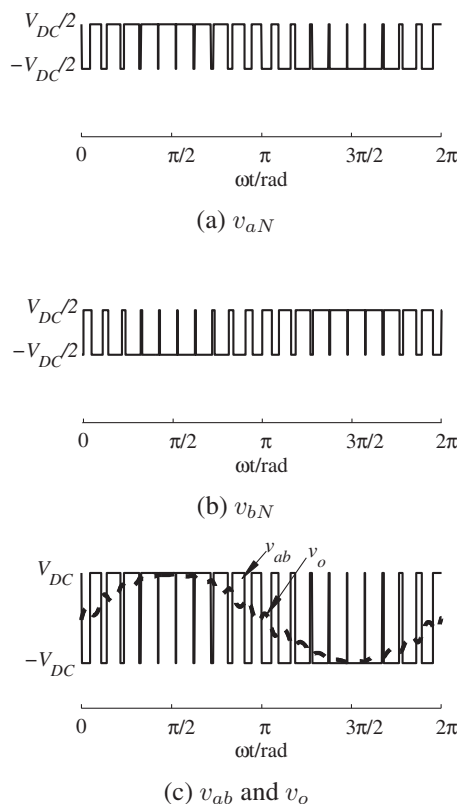 V_DC/2
-V_DC/2
0 π/2 π 3π/2 2π
ωt/rad
(a) v_aN
V_DC/2
-V_DC/2
0 π/2 π 3π/2 2π
ωt/rad
(b) v_bN
v_ab v_o
V_DC
-V_DC
0 π/2 π 3π/2 2π
ωt/rad
(c) v_ab and v_o